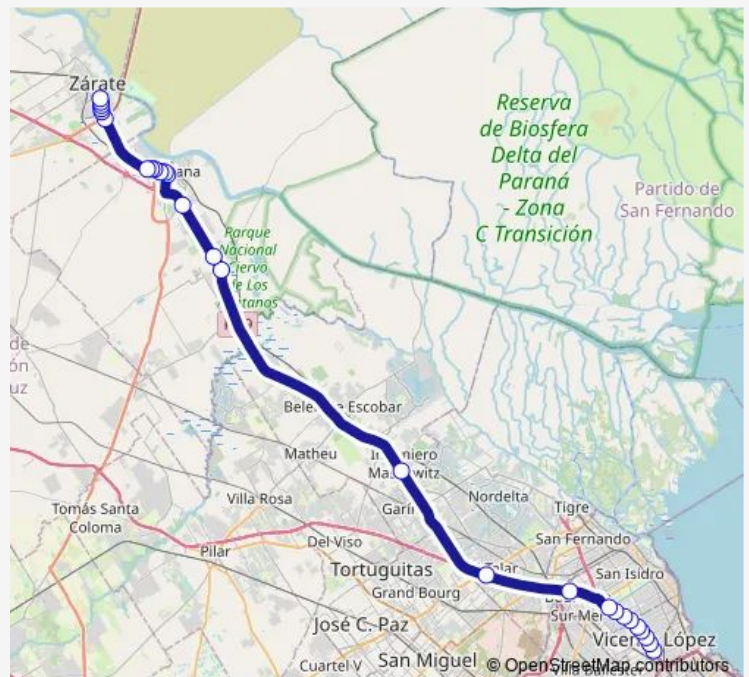 Zárate
Reserva
de Biosfera
Delta del
Paraná
- Zona
C Transición
Partido de
San Fernando
Parque
Nacional
de Los
Belén de Escobar
Matheu
Nordelta
Villa Rosa
Garín
Tigre
Tomás Santa
Coloma
Del Viso
San Fernando
Pilar
Tortuguitas
San Isidro
Grand Bourg
José C. Paz
Vicente López
Cuartel V
San Miguel
© OpenStreetMap contributors